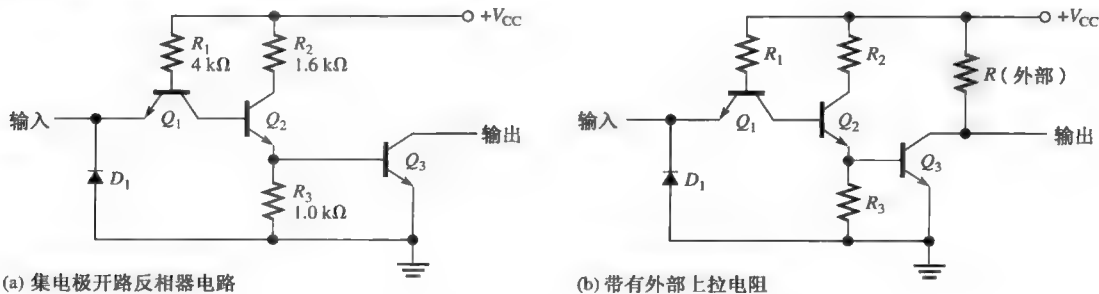 +V_CC
R₁
4 kΩ
R₂
1.6 kΩ
输入
Q₁
Q₂
输出
Q₃
D₁
R₃
1.0 kΩ
(a) 集电极开路反相器电路
+V_CC
R₁
R₂
R（外部）
输入
Q₁
Q₂
输出
Q₃
D₁
R₃
(b) 带有外部上拉电阻